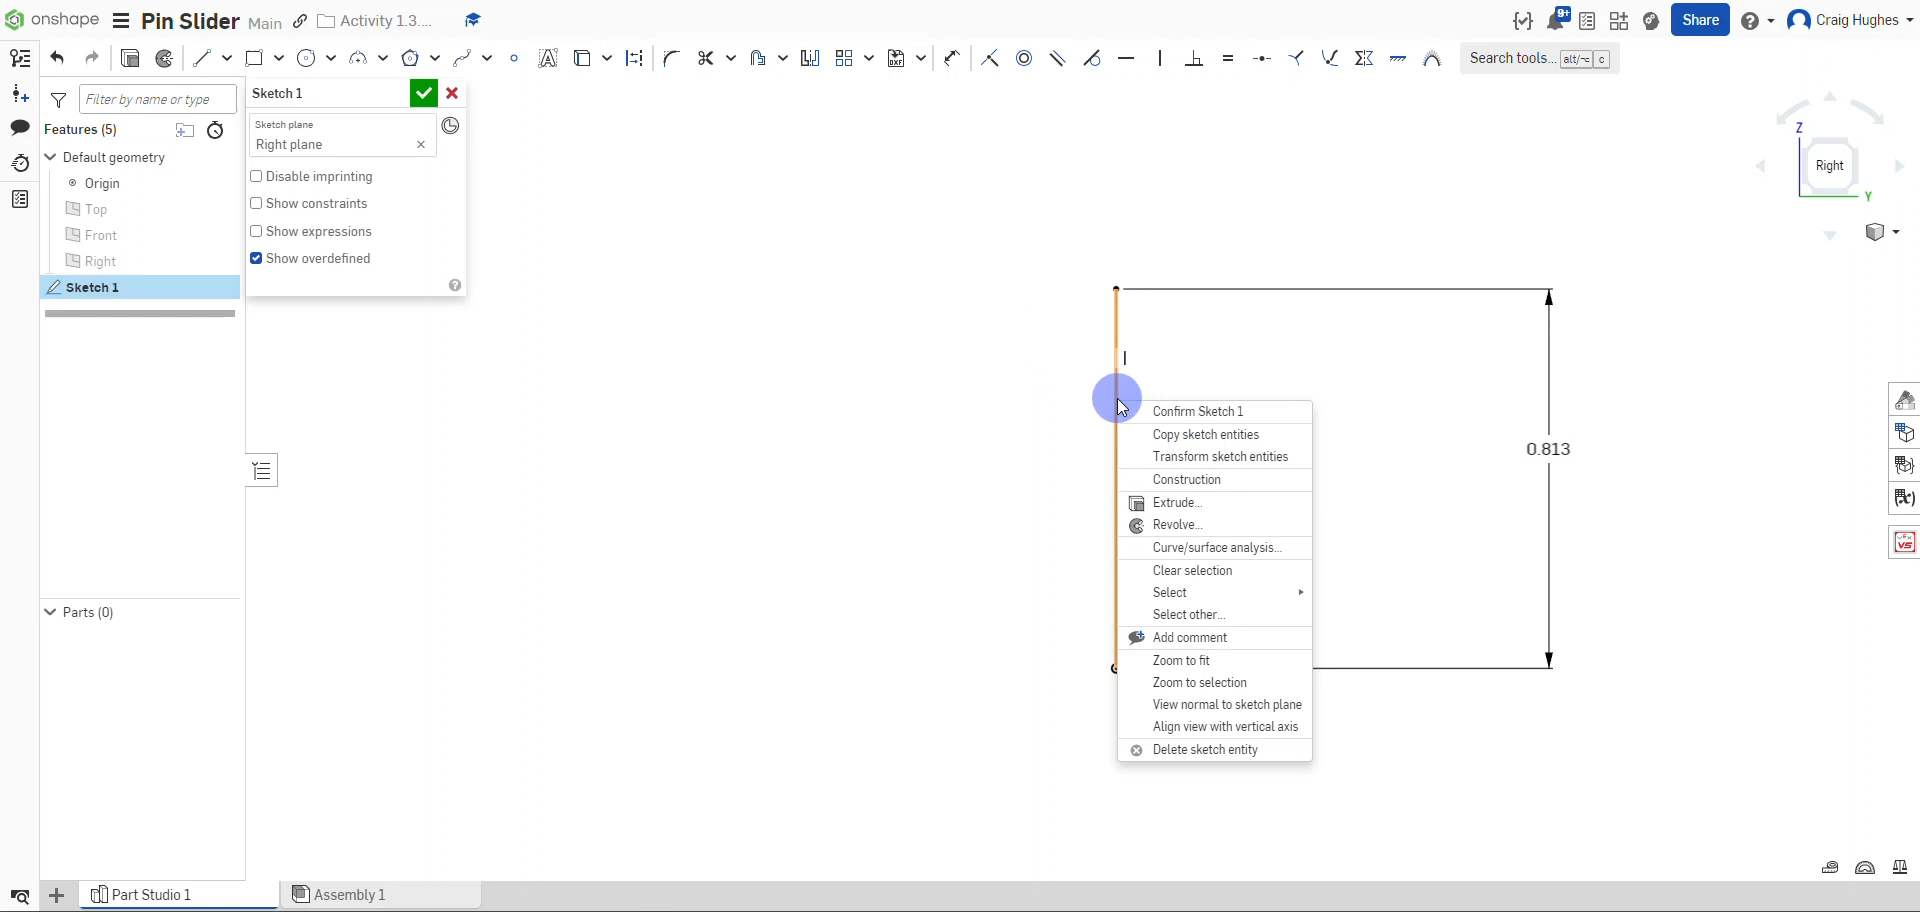 onshape Pin Slider Main Activity 1.3.... 9+ Share Craig Hughes
Search tools... alt/⌥ c
Filter by name or type
Features (5)
Default geometry
Origin
Top
Front
Right
Sketch 1
Parts (0)
Sketch 1
Sketch plane
Right plane
Disable imprinting
Show constraints
Show expressions
Show overdefined
Z
Right
Y
0.813
Confirm Sketch 1
Copy sketch entities
Transform sketch entities
Construction
Extrude...
Revolve...
Curve/surface analysis...
Clear selection
Select
Select other...
Add comment
Zoom to fit
Zoom to selection
View normal to sketch plane
Align view with vertical axis
Delete sketch entity
Part Studio 1
Assembly 1